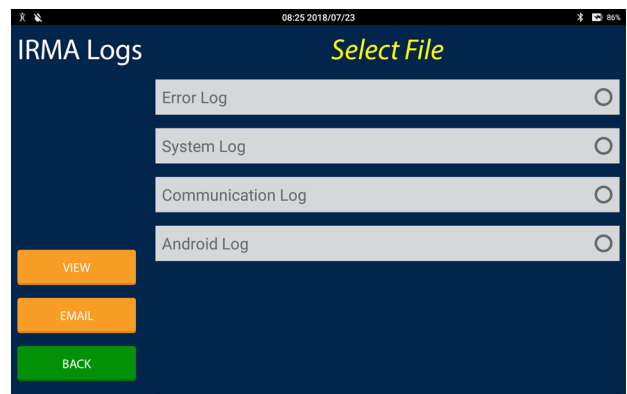 08:25 2018/07/23
86%
IRMA Logs
Select File
Error Log
System Log
Communication Log
Android Log
VIEW
EMAIL
BACK